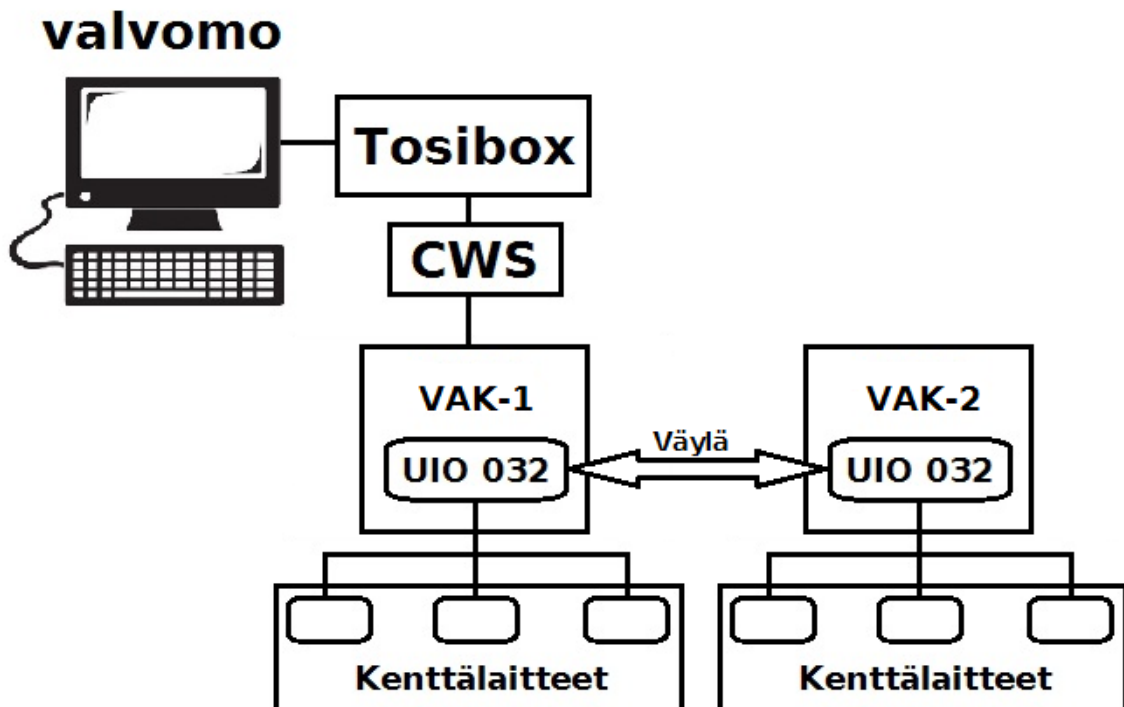 valvomo
Tosibox
CWS
VAK-1
VAK-2
Väylä
UIO 032
UIO 032
Kenttälaitteet
Kenttälaitteet